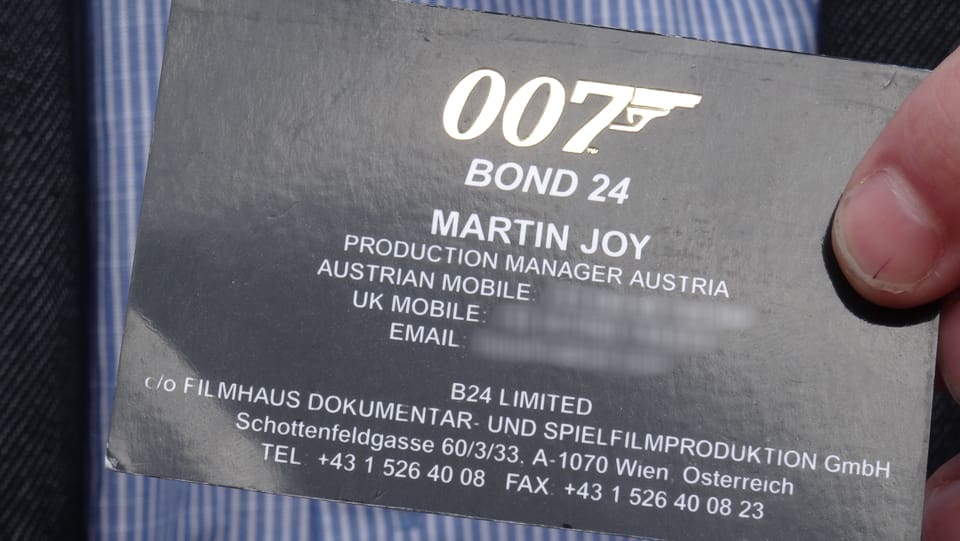 007
TM
BOND 24
MARTIN JOY
PRODUCTION MANAGER AUSTRIA
AUSTRIAN MOBILE:
UK MOBILE:
EMAIL:
B24 LIMITED
c/o FILMHAUS DOKUMENTAR- UND SPIELFILMPRODUKTION GmbH
Schottenfeldgasse 60/3/33, A-1070 Wien, Österreich
TEL: +43 1 526 40 08 FAX: +43 1 526 40 08 23